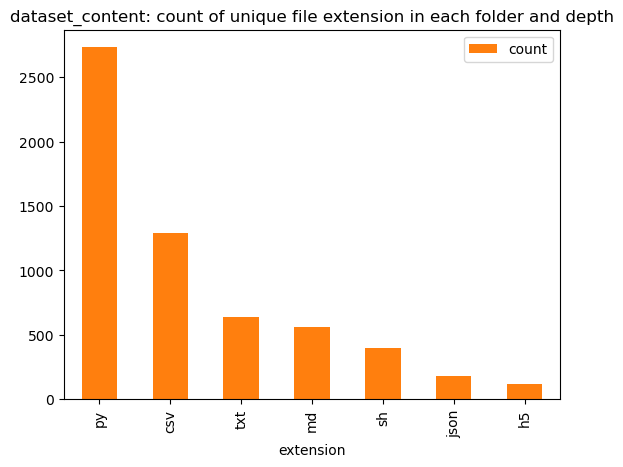 dataset_content: count of unique file extension in each folder and depth
count
2500
2000
1500
1000
500
0
py
csv
txt
md
sh
json
h5
extension